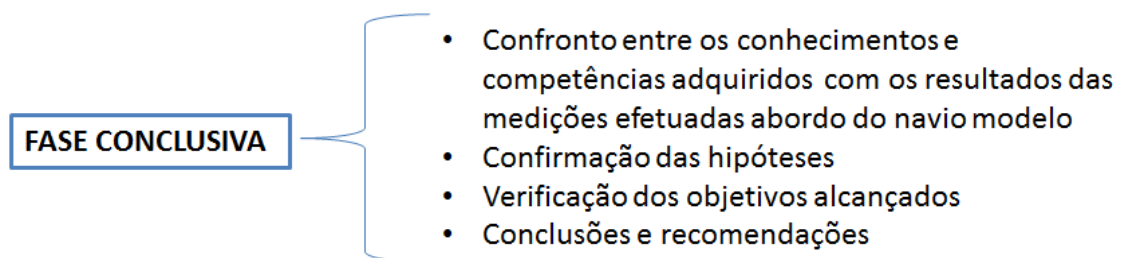 FASE CONCLUSIVA
• Confronto entre os conhecimentos e
competências adquiridos com os resultados das
medições efetuadas abordo do navio modelo
• Confirmação das hipóteses
• Verificação dos objetivos alcançados
• Conclusões e recomendações